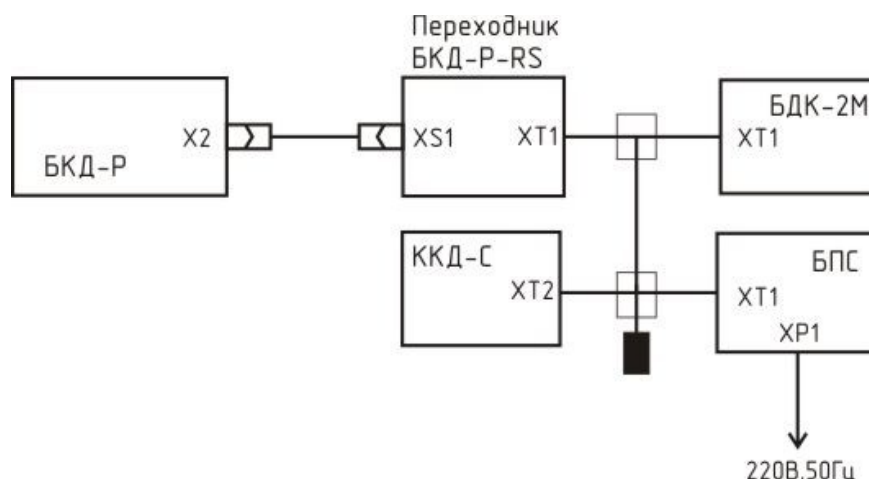 Переходник
БКД-Р-RS
X2
БКД-Р
XS1
XT1
БДК-2М
XT1
ККД-С
XT2
БПС
XT1
XP1
220В.50Гц